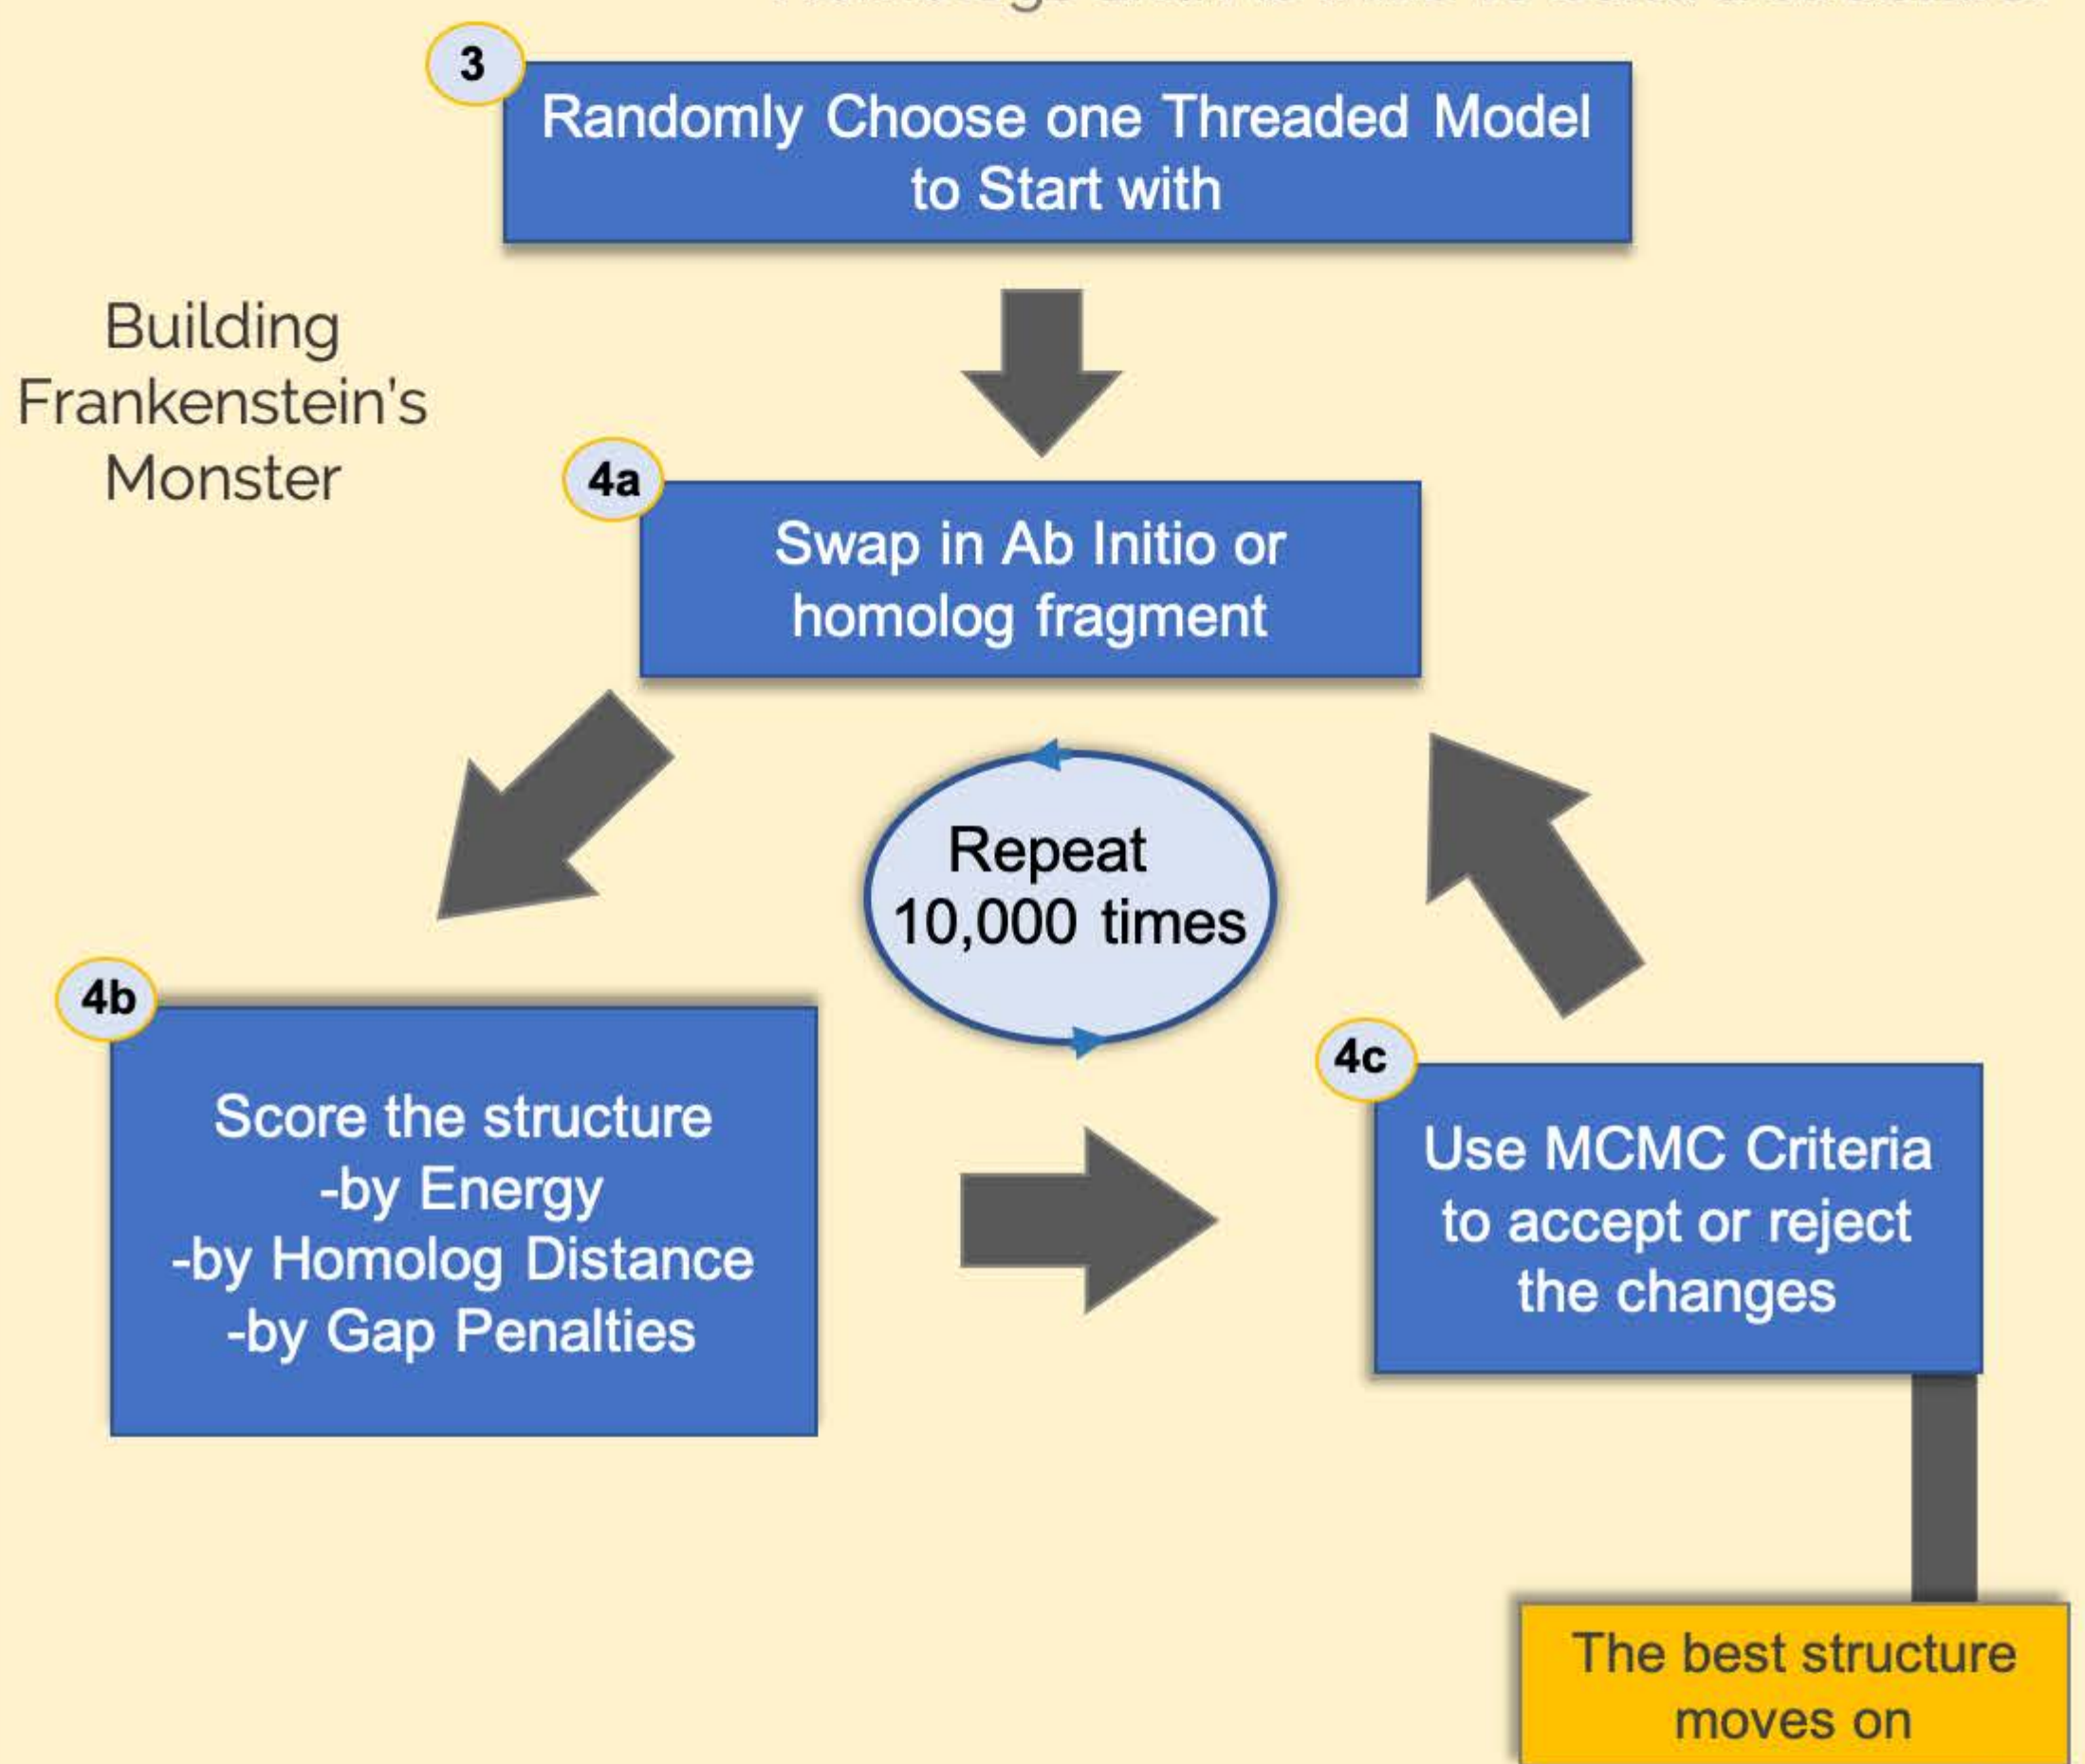 3
Randomly Choose one Threaded Model
to Start with
Building
Frankenstein's
Monster
4a
Swap in Ab Initio or
homolog fragment
Repeat
10,000 times
4b
Score the structure
-by Energy
-by Homolog Distance
-by Gap Penalties
4c
Use MCMC Criteria
to accept or reject
the changes
The best structure
moves on